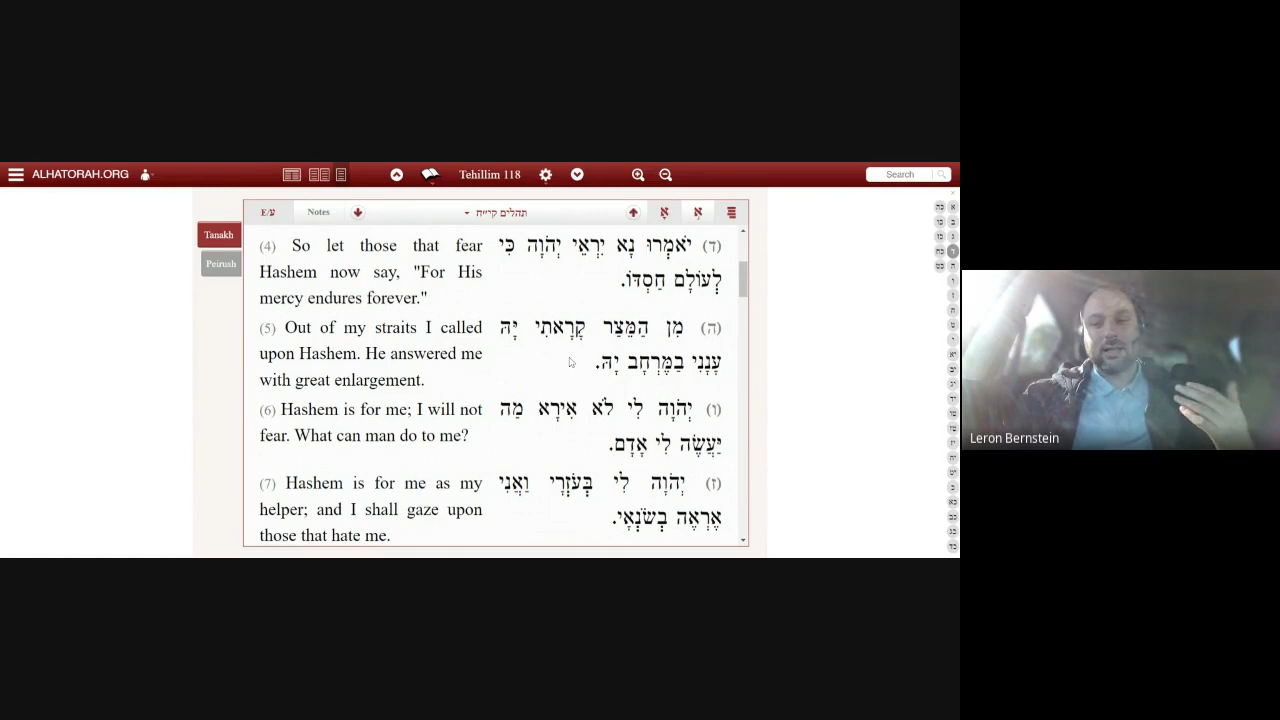 ALHATORAH.ORG
Tehillim 118
Search
E/ע
Notes
תהלים קי״ח
אָ
אֹ
Tanakh
Peirush
(4) So let those that fear
Hashem now say, "For His
mercy endures forever."
(ד) יֹאמְרוּ נָא יִרְאֵי יְהֹוָה כִּי
לְעוֹלָם חַסְדּוֹ.
(5) Out of my straits I called
upon Hashem. He answered me
with great enlargement.
(ה) מִן הַמֵּצַר קָרָאתִי יָּהּ
עָנָנִי בַמֶּרְחָב יָהּ.
(6) Hashem is for me; I will not
fear. What can man do to me?
(ו) יְהֹוָה לִי לֹא אִירָא מַה
יַּעֲשֶׂה לִי אָדָם.
(7) Hashem is for me as my
helper; and I shall gaze upon
those that hate me.
(ז) יְהֹוָה לִי בְּעֹזְרָי וַאֲנִי
אֶרְאֶה בְשֹׂנְאָי.
Leron Bernstein